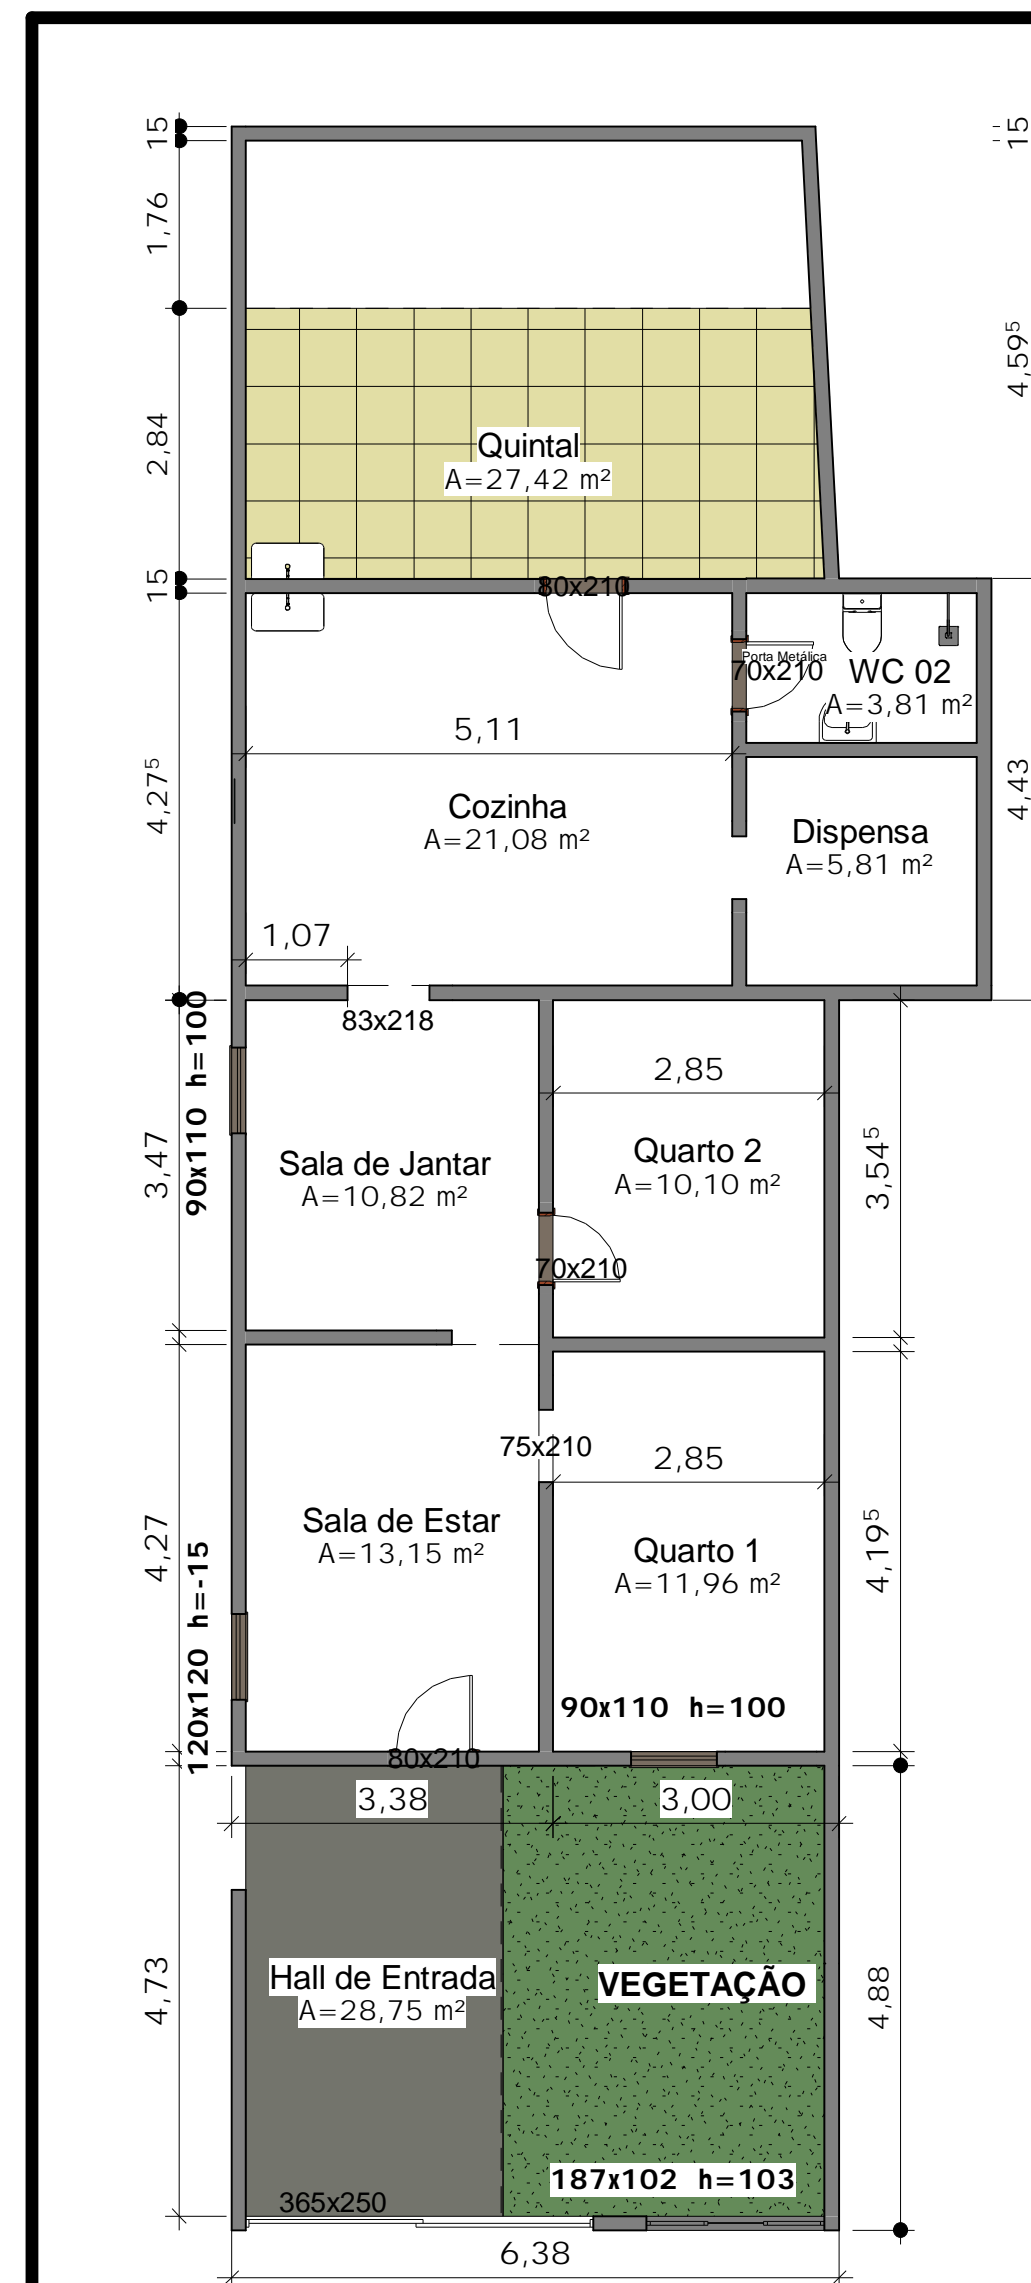 15
15
1,76
4,59⁵
2,84
Quintal
A=27,42 m²
15
80x210
Porta Metálica
70x210
WC 02
A=3,81 m²
5,11
4,27⁵
4,43
Cozinha
A=21,08 m²
Dispensa
A=5,81 m²
1,07
83x218
90x110 h=100
2,85
3,47
3,54⁵
Sala de Jantar
A=10,82 m²
Quarto 2
A=10,10 m²
70x210
75x210
2,85
4,27
4,19⁵
Sala de Estar
A=13,15 m²
Quarto 1
A=11,96 m²
120x120 h=-15
90x110 h=100
80x210
3,38
3,00
Hall de Entrada
A=28,75 m²
VEGETAÇÃO
4,73
4,88
187x102 h=103
365x250
6,38